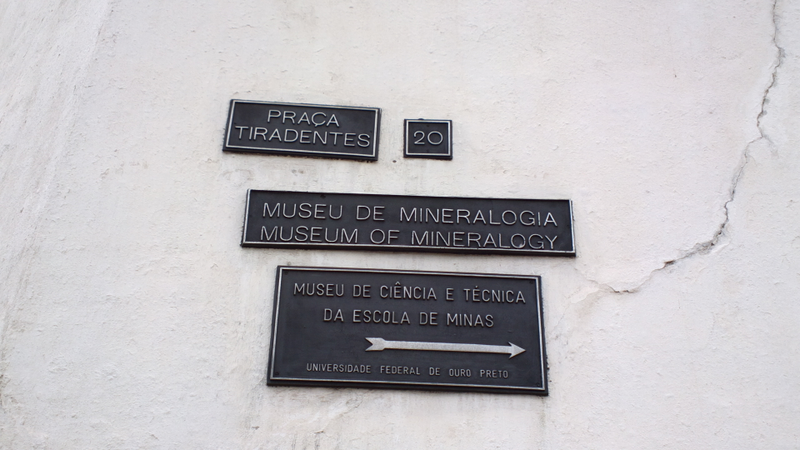 PRAÇA
TIRADENTES
20
MUSEU DE MINERALOGIA
MUSEUM OF MINERALOGY
MUSEU DE CIÊNCIA E TÉCNICA
DA ESCOLA DE MINAS
UNIVERSIDADE FEDERAL DE OURO PRETO